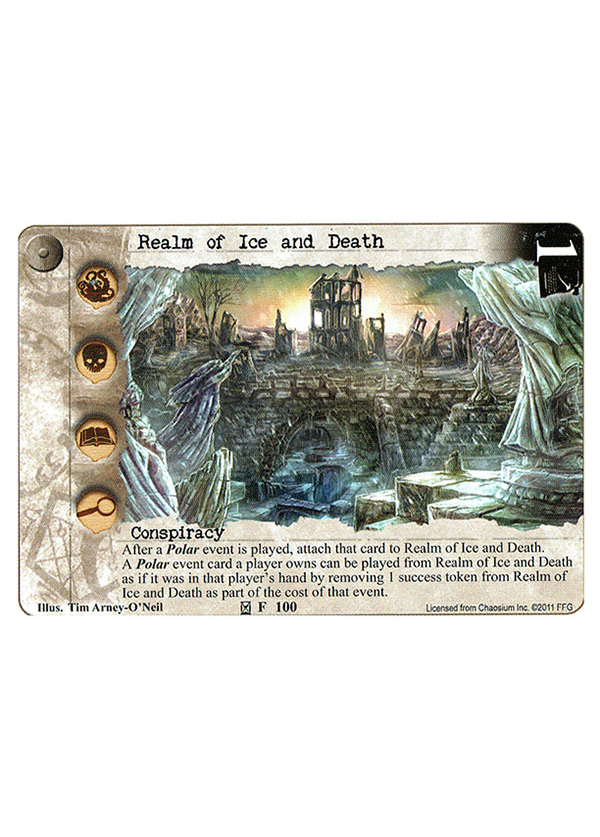 Realm of Ice and Death
1
Conspiracy
After a Polar event is played, attach that card to Realm of Ice and Death.
A Polar event card a player owns can be played from Realm of Ice and Death
as if it was in that player's hand by removing 1 success token from Realm of
Ice and Death as part of the cost of that event.
Illus. Tim Arney-O'Neil
F 100
Licensed from Chaosium Inc. ©2011 FFG